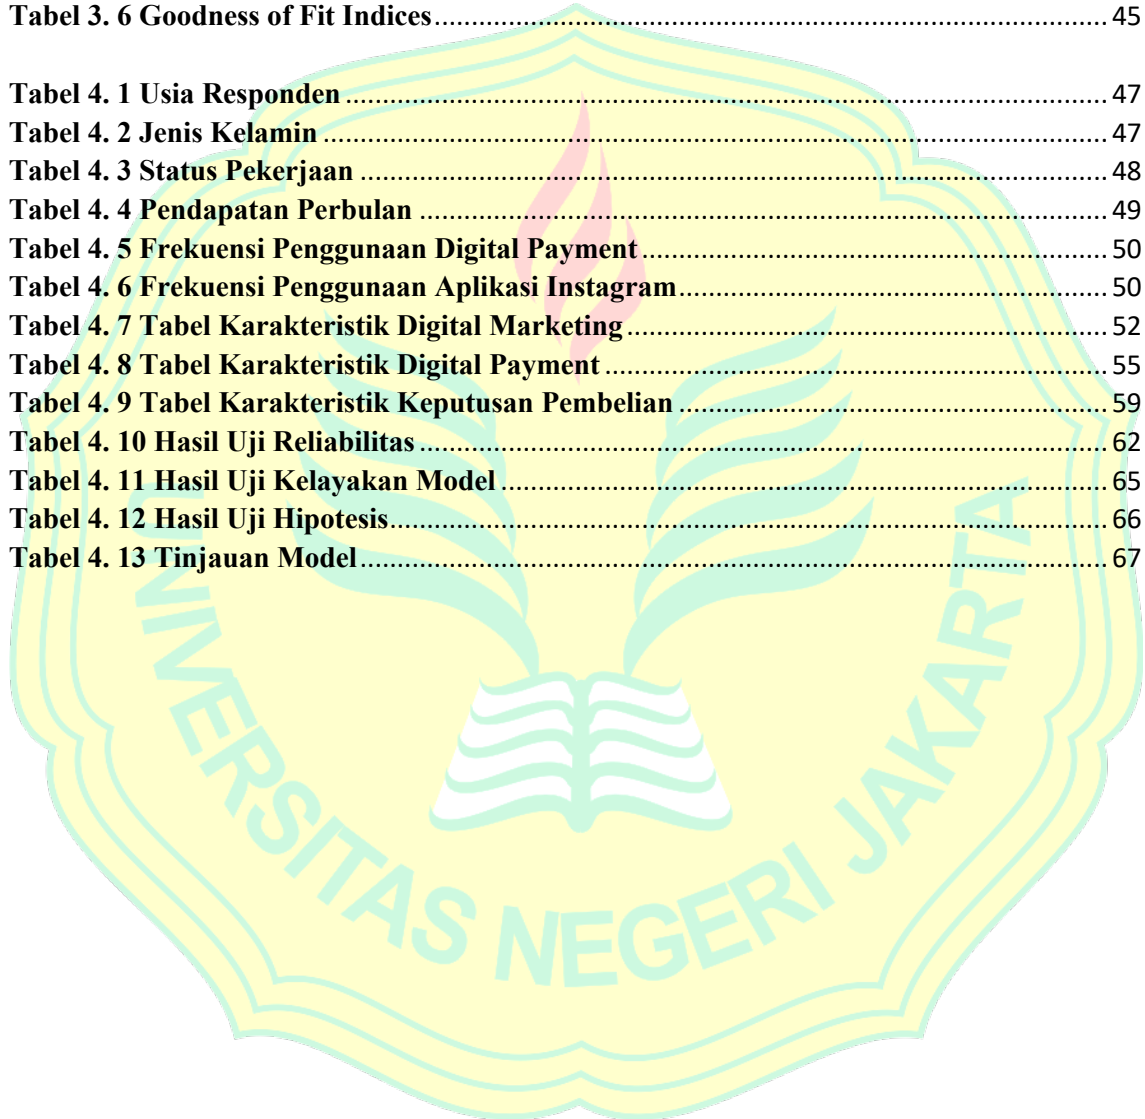 Tabel 3. 6 Goodness of Fit Indices ........ 45
Tabel 4. 1 Usia Responden ........ 47
Tabel 4. 2 Jenis Kelamin ........ 47
Tabel 4. 3 Status Pekerjaan ........ 48
Tabel 4. 4 Pendapatan Perbulan ........ 49
Tabel 4. 5 Frekuensi Penggunaan Digital Payment ........ 50
Tabel 4. 6 Frekuensi Penggunaan Aplikasi Instagram ........ 50
Tabel 4. 7 Tabel Karakteristik Digital Marketing ........ 52
Tabel 4. 8 Tabel Karakteristik Digital Payment ........ 55
Tabel 4. 9 Tabel Karakteristik Keputusan Pembelian ........ 59
Tabel 4. 10 Hasil Uji Reliabilitas ........ 62
Tabel 4. 11 Hasil Uji Kelayakan Model ........ 65
Tabel 4. 12 Hasil Uji Hipotesis ........ 66
Tabel 4. 13 Tinjauan Model ........ 67
UNIVERSITAS NEGERI JAKARTA